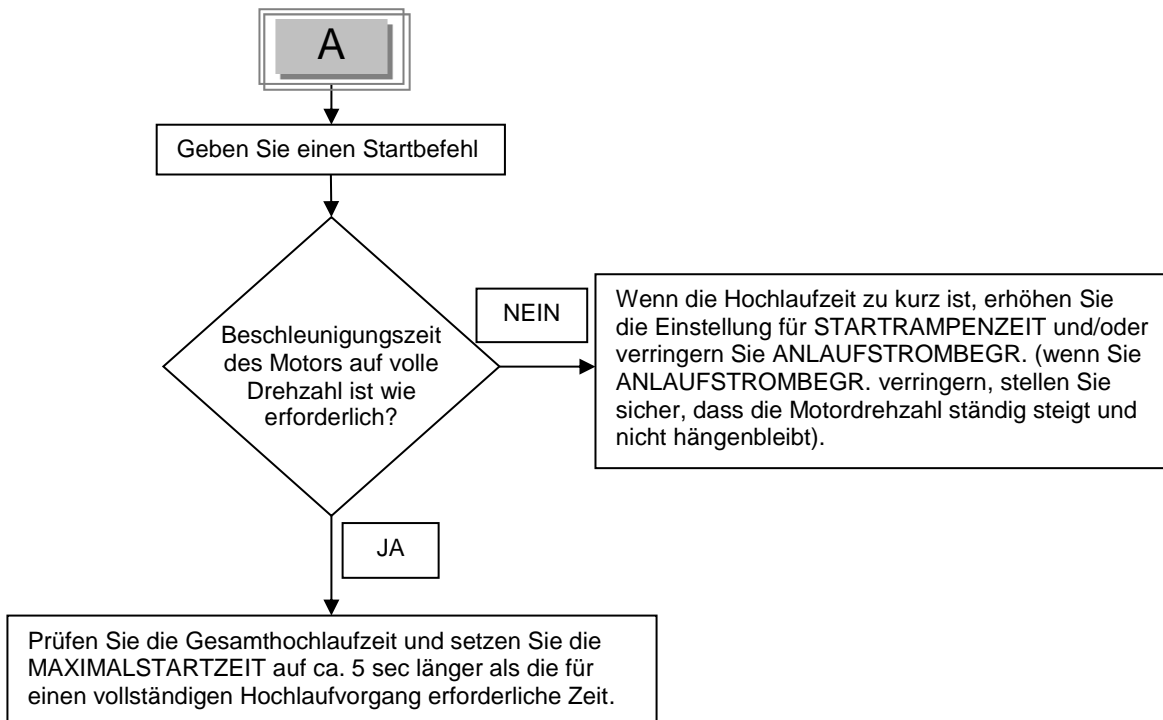 A
Geben Sie einen Startbefehl
Beschleunigungszeit
des Motors auf volle
Drehzahl ist wie
erforderlich?
NEIN
Wenn die Hochlaufzeit zu kurz ist, erhöhen Sie
die Einstellung für STARTRAMPENZEIT und/oder
verringern Sie ANLAUFSTROMBEGR. (wenn Sie
ANLAUFSTROMBEGR. verringern, stellen Sie
sicher, dass die Motordrehzahl ständig steigt und
nicht hängenbleibt).
JA
Prüfen Sie die Gesamthochlaufzeit und setzen Sie die
MAXIMALSTARTZEIT auf ca. 5 sec länger als die für
einen vollständigen Hochlaufvorgang erforderliche Zeit.